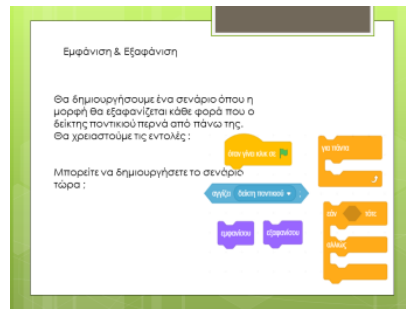 Εμφάνιση & Εξαφάνιση
Θα δημιουργήσουμε ένα σενάριο όπου η
μορφή θα εξαφανίζεται κάθε φορά που ο
δείκτης ποντικιού περνά από πάνω της.
Θα χρειαστούμε τις εντολές :
όταν γίνει κλικ σε
για πάντα
Μπορείτε να δημιουργήσετε το σενάριο
τώρα ;
αγγίζει δείκτη ποντικιού ;
εάν τότε
εμφανίσου
εξαφανίσου
αλλιώς